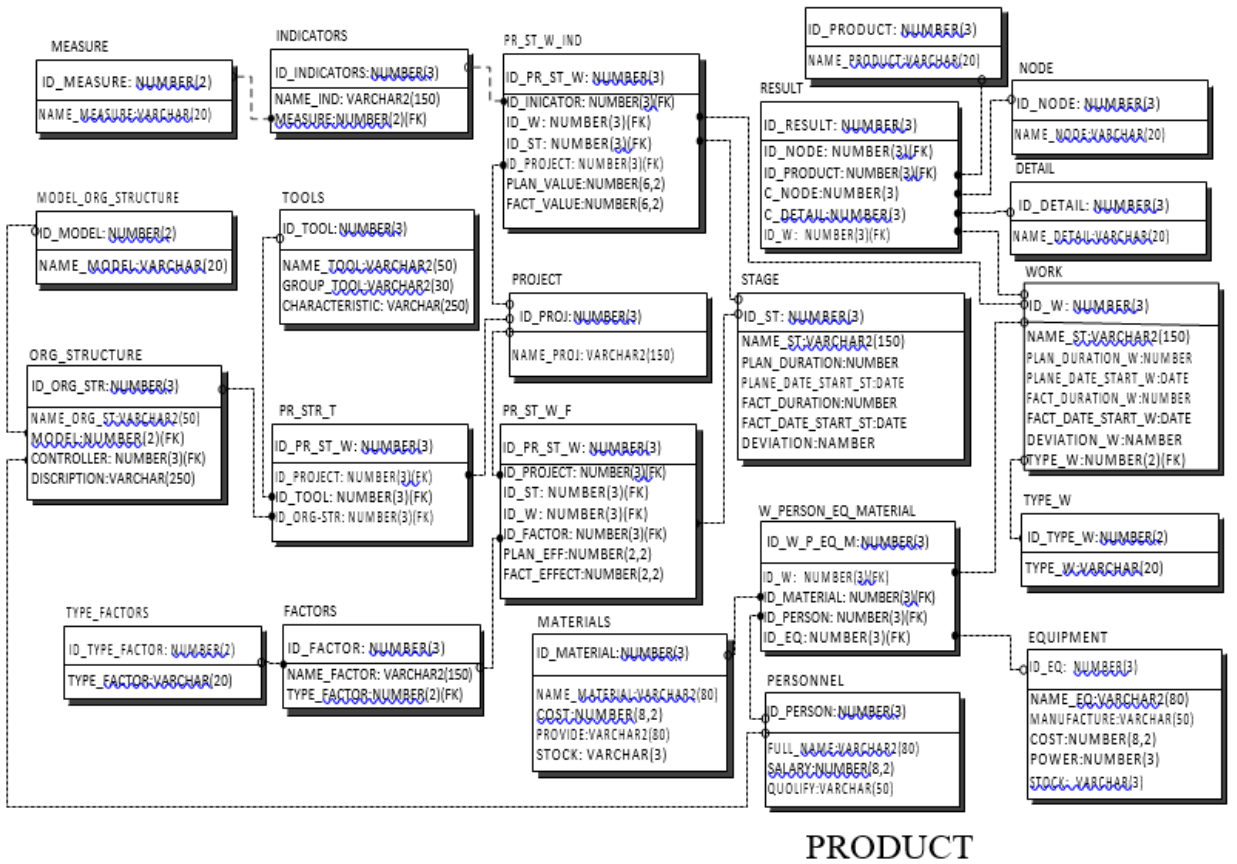 MEASURE
ID_MEASURE: NUMBER(2)
NAME_MEASURE:VARCHAR(20)
INDICATORS
ID_INDICATORS:NUMBER(3)
NAME_IND: VARCHAR2(150)
MEASURE:NUMBER(2)(FK)
PR_ST_W_IND
ID_PR_ST_W: NUMBER(3)
ID_INICATOR: NUMBER(3)(FK)
ID_W: NUMBER(3)(FK)
ID_ST: NUMBER(3)(FK)
ID_PROJECT: NUMBER(3)(FK)
PLAN_VALUE:NUMBER(6,2)
FACT_VALUE:NUMBER(6,2)
ID_PRODUCT: NUMBER(3)
NAME_PRODUCT:VARCHAR(20)
RESULT
ID_RESULT: NUMBER(3)
ID_NODE: NUMBER(3)(FK)
ID_PRODUCT: NUMBER(3)(FK)
C_NODE:NUMBER(3)
C_DETAIL:NUMBER(3)
ID_W: NUMBER(3)(FK)
NODE
ID_NODE: NUMBER(3)
NAME_NODE:VARCHAR(20)
DETAIL
ID_DETAIL: NUMBER(3)
NAME_DETAIL:VARCHAR(20)
MODEL_ORG_STRUCTURE
ID_MODEL: NUMBER(2)
NAME_MODEL:VARCHAR(20)
TOOLS
ID_TOOL:NUMBER(3)
NAME_TOOL:VARCHAR2(50)
GROUP_TOOL:VARCHAR2(30)
CHARACTERISTIC: VARCHAR(250)
PROJECT
ID_PROJ:NUMBER(3)
NAME_PROJ: VARCHAR2(150)
STAGE
ID_ST: NUMBER(3)
NAME_ST:VARCHAR2(150)
PLAN_DURATION:NUMBER
PLANE_DATE_START_ST:DATE
FACT_DURATION:NUMBER
FACT_DATE_START_ST:DATE
DEVIATION:NAMBER
WORK
ID_W: NUMBER(3)
NAME_ST:VARCHAR2(150)
PLAN_DURATION_W:NUMBER
PLANE_DATE_START_W:DATE
FACT_DURATION_W:NUMBER
FACT_DATE_START_W:DATE
DEVIATION_W:NAMBER
TYPE_W:NUMBER(2)(FK)
ORG_STRUCTURE
ID_ORG_STR:NUMBER(3)
NAME_ORG_ST:VARCHAR2(50)
MODEL:NUMBER(2)(FK)
CONTROLLER: NUMBER(3)(FK)
DISCRIPTION:VARCHAR(250)
PR_STR_T
ID_PR_ST_W: NUMBER(3)
ID_PROJECT: NUMBER(3)(FK)
ID_TOOL: NUMBER(3)(FK)
ID_ORG-STR: NUMBER(3)(FK)
PR_ST_W_F
ID_PR_ST_W: NUMBER(3)
ID_PROJECT: NUMBER(3)(FK)
ID_ST: NUMBER(3)(FK)
ID_W: NUMBER(3)(FK)
ID_FACTOR: NUMBER(3)(FK)
PLAN_EFF:NUMBER(2,2)
FACT_EFFECT:NUMBER(2,2)
W_PERSON_EQ_MATERIAL
ID_W_P_EQ_M:NUMBER(3)
ID_W: NUMBER(3)(FK)
ID_MATERIAL: NUMBER(3)(FK)
ID_PERSON: NUMBER(3)(FK)
ID_EQ: NUMBER(3)(FK)
TYPE_W
ID_TYPE_W:NUMBER(2)
TYPE_W:VARCHAR(20)
TYPE_FACTORS
ID_TYPE_FACTOR: NUMBER(2)
TYPE_FACTOR:VARCHAR(20)
FACTORS
ID_FACTOR: NUMBER(3)
NAME_FACTOR: VARCHAR2(150)
TYPE_FACTOR:NUMBER(2)(FK)
MATERIALS
ID_MATERIAL:NUMBER(3)
NAME_MATERIAL:VARCHAR2(80)
COST:NUMBER(8,2)
PROVIDE:VARCHAR2(80)
STOCK: VARCHAR(3)
PERSONNEL
ID_PERSON:NUMBER(3)
FULL_NAME:VARCHAR2(80)
SALARY:NUMBER(8,2)
QUOLIFY:VARCHAR(50)
EQUIPMENT
ID_EQ: NUMBER(3)
NAME_EQ:VARCHAR2(80)
MANUFACTURE:VARCHAR(50)
COST:NUMBER(8,2)
POWER:NUMBER(3)
STOCK: VARCHAR(3)
PRODUCT